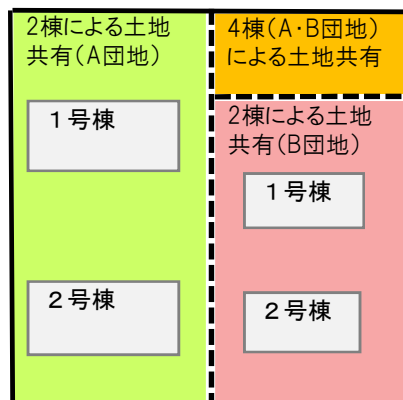 2棟による土地
共有(A団地)
１号棟
２号棟
4棟(A･B団地)
による土地共有
2棟による土地
共有(B団地)
１号棟
２号棟